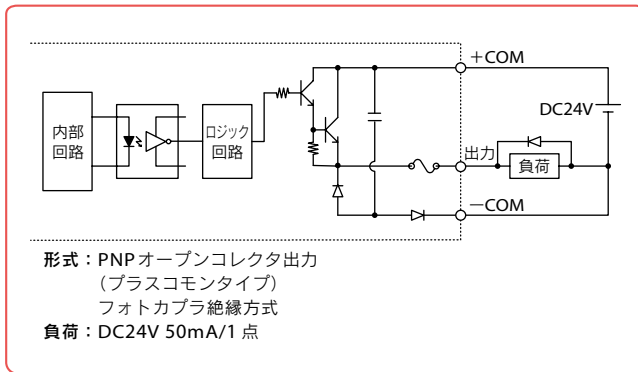 +COM
DC24V
内部
回路
ロジック
回路
出力
負荷
−COM
形式：PNPオープンコレクタ出力
（プラスコモンタイプ）
フォトカプラ絶縁方式
負荷：DC24V 50mA/1 点